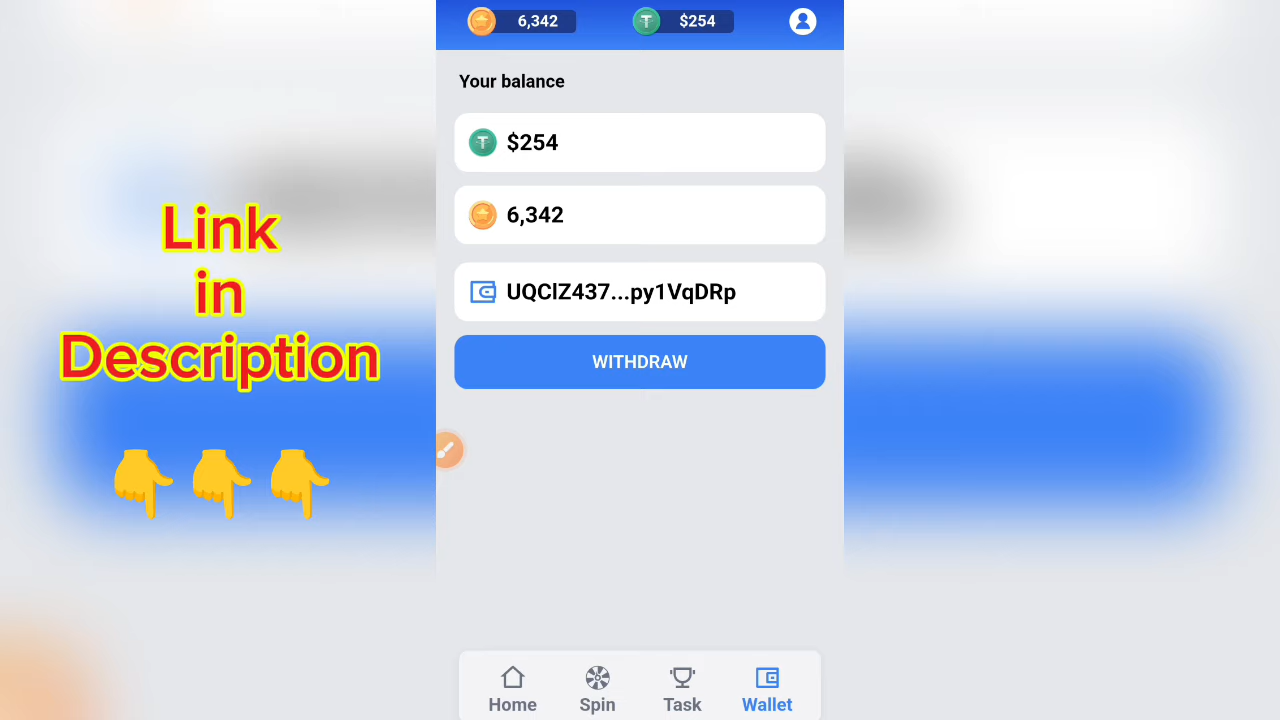 6,342
$254
Your balance
$254
6,342
UQClZ437...py1VqDRp
WITHDRAW
Link
in
Description
Home
Spin
Task
Wallet